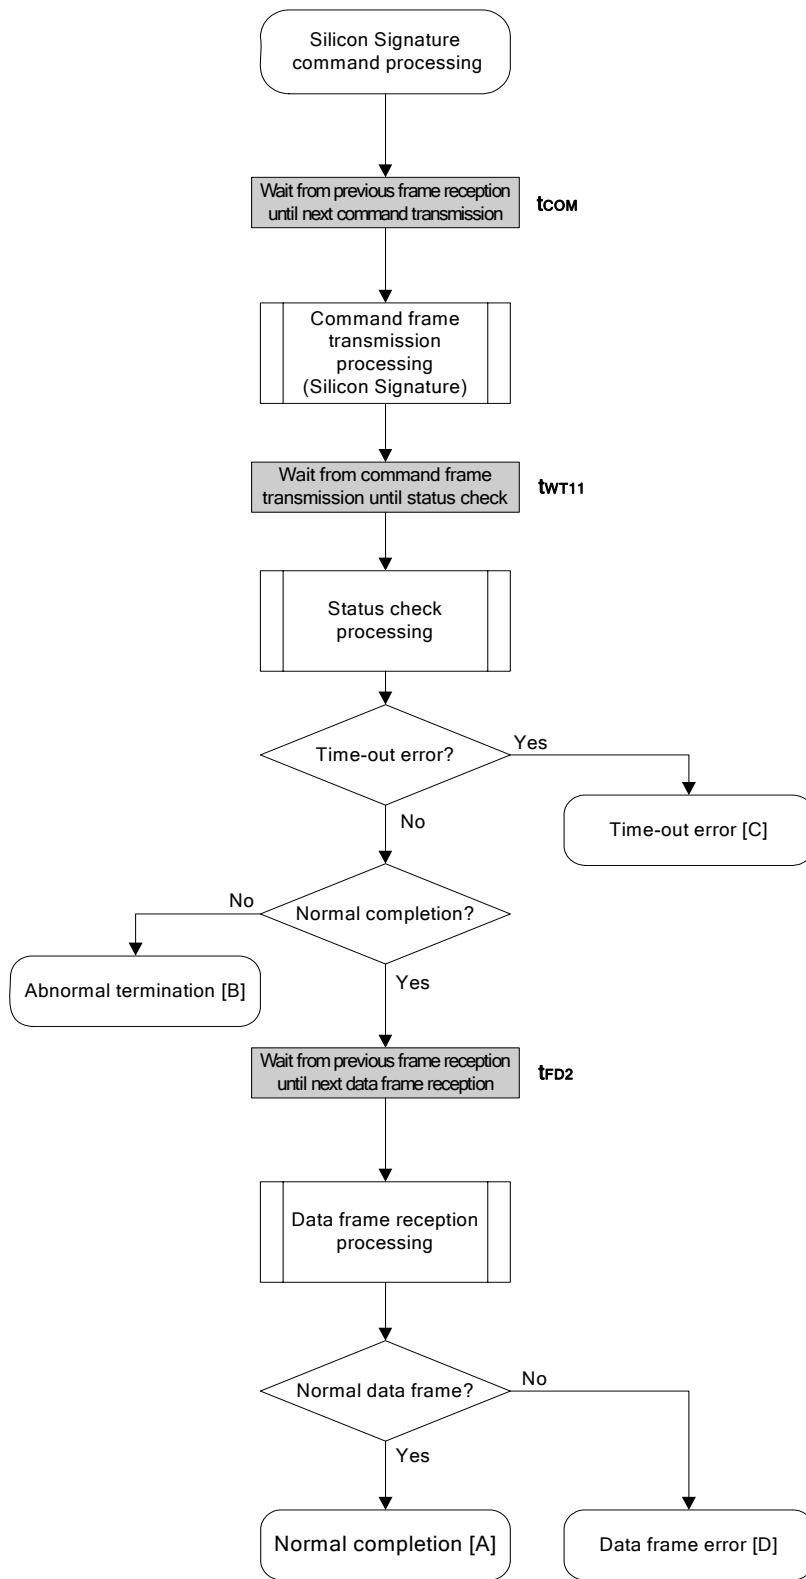 Silicon Signature
command processing
Wait from previous frame reception
until next command transmission
tCOM
Command frame
transmission
processing
(Silicon Signature)
Wait from command frame
transmission until status check
tWT11
Status check
processing
Time-out error?
Yes
No
Time-out error [C]
No
Normal completion?
Abnormal termination [B]
Yes
Wait from previous frame reception
until next data frame reception
tFD2
Data frame reception
processing
Normal data frame?
No
Yes
Normal completion [A]
Data frame error [D]